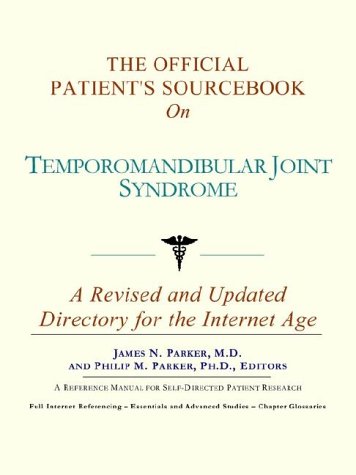 THE OFFICIAL
PATIENT'S SOURCEBOOK
On
TEMPOROMANDIBULAR JOINT
SYNDROME
A Revised and Updated
Directory for the Internet Age
JAMES N. PARKER, M.D.
AND PHILIP M. PARKER, PH.D., EDITORS
A REFERENCE MANUAL FOR SELF-DIRECTED PATIENT RESEARCH
Full Internet Referencing – Essentials and Advanced Studies – Chapter Glossaries